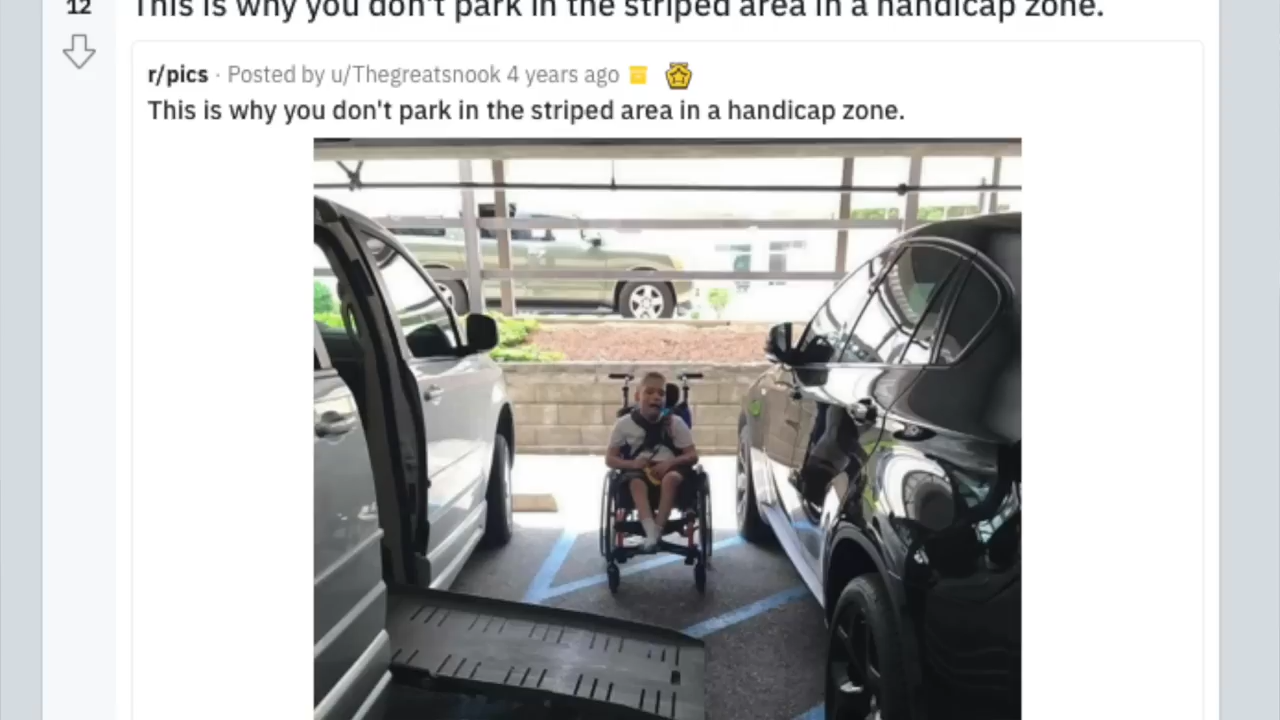 12
This is why you don't park in the striped area in a handicap zone.
r/pics · Posted by u/Thegreatsnook 4 years ago
This is why you don't park in the striped area in a handicap zone.